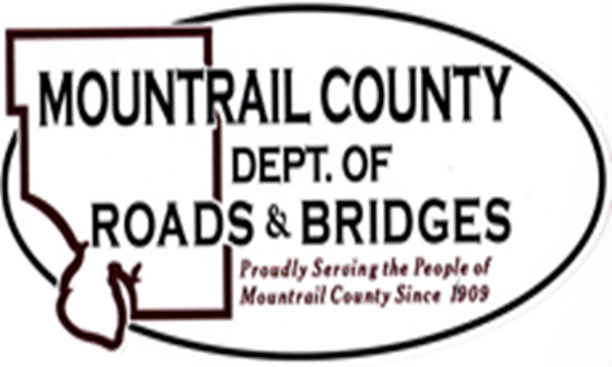 MOUNTRAIL COUNTY
DEPT. OF
ROADS & BRIDGES
Proudly Serving the People of
Mountrail County Since 1909